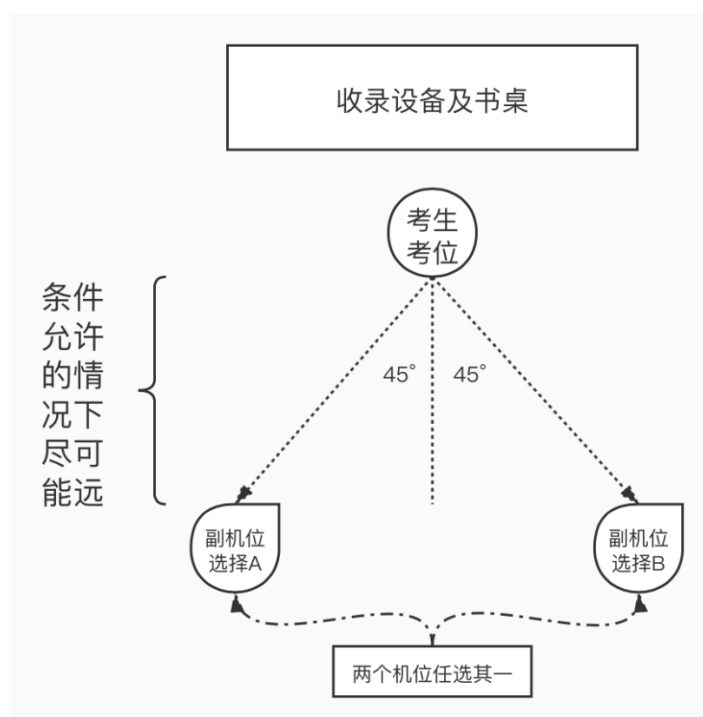 收录设备及书桌
考生
考位
条件
允许
的情
况下
尽可
能远
45°
45°
副机位
选择A
副机位
选择B
两个机位任选其一